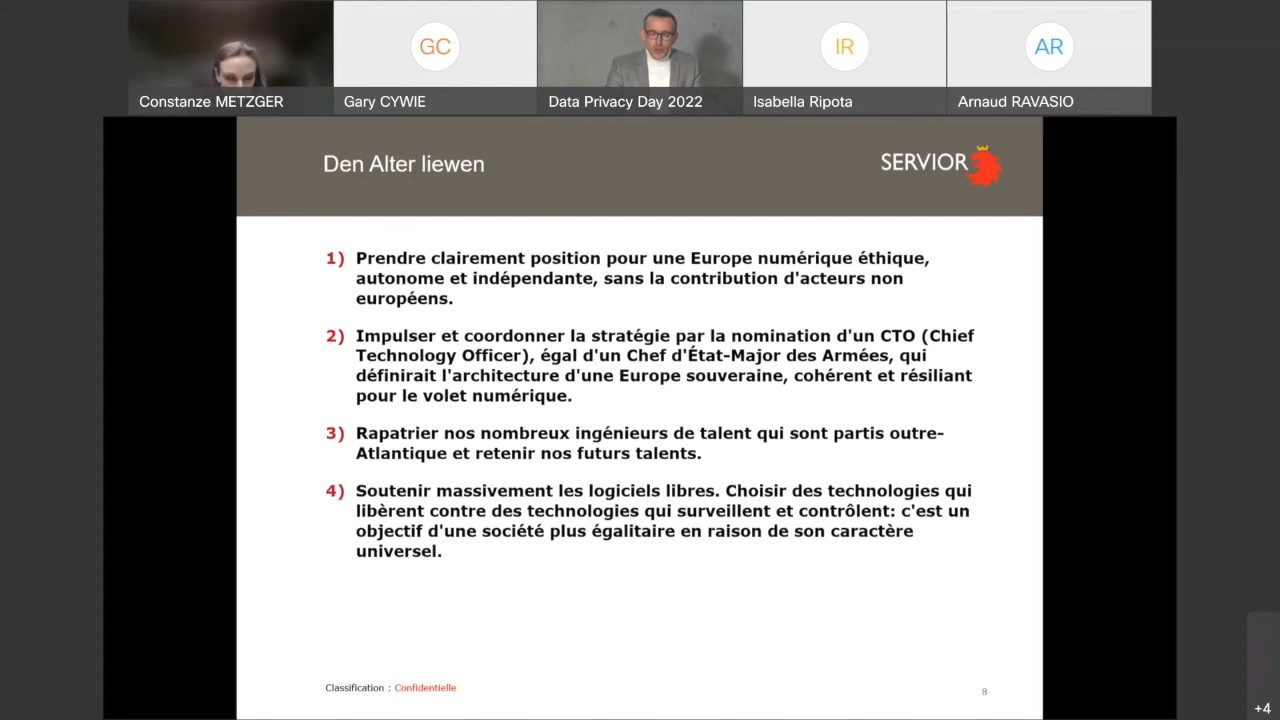 GC
IR
AR
Constanze METZGER
Gary CYWIE
Data Privacy Day 2022
Isabella Ripota
Arnaud RAVASIO
Den Alter liewen
SERVIOR
1) Prendre clairement position pour une Europe numérique éthique,
autonome et indépendante, sans la contribution d'acteurs non
européens.
2) Impulser et coordonner la stratégie par la nomination d'un CTO (Chief
Technology Officer), égal d'un Chef d'État-Major des Armées, qui
définirait l'architecture d'une Europe souveraine, cohérent et résiliant
pour le volet numérique.
3) Rapatrier nos nombreux ingénieurs de talent qui sont partis outre-
Atlantique et retenir nos futurs talents.
4) Soutenir massivement les logiciels libres. Choisir des technologies qui
libèrent contre des technologies qui surveillent et contrôlent: c'est un
objectif d'une société plus égalitaire en raison de son caractère
universel.
Classification : Confidentielle
8
+4